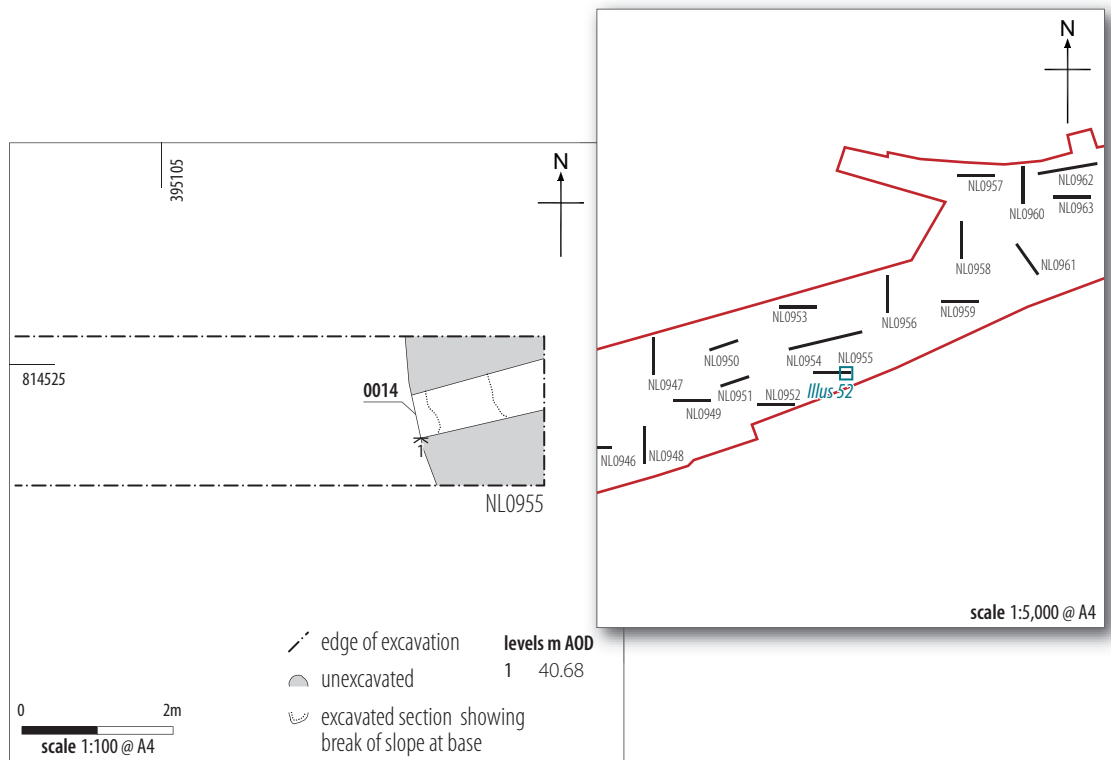 395105
N
814525
0014
1
NL0955
edge of excavation
unexcavated
excavated section showing
break of slope at base
levels m AOD
1 40.68
0 2m
scale 1:100 @ A4
N
NL0957
NL0962
NL0960
NL0963
NL0958
NL0961
NL0953
NL0956
NL0959
NL0950
NL0954
NL0955
NL0947
NL0951
Illus 52
NL0949
NL0952
NL0946
NL0948
scale 1:5,000 @ A4